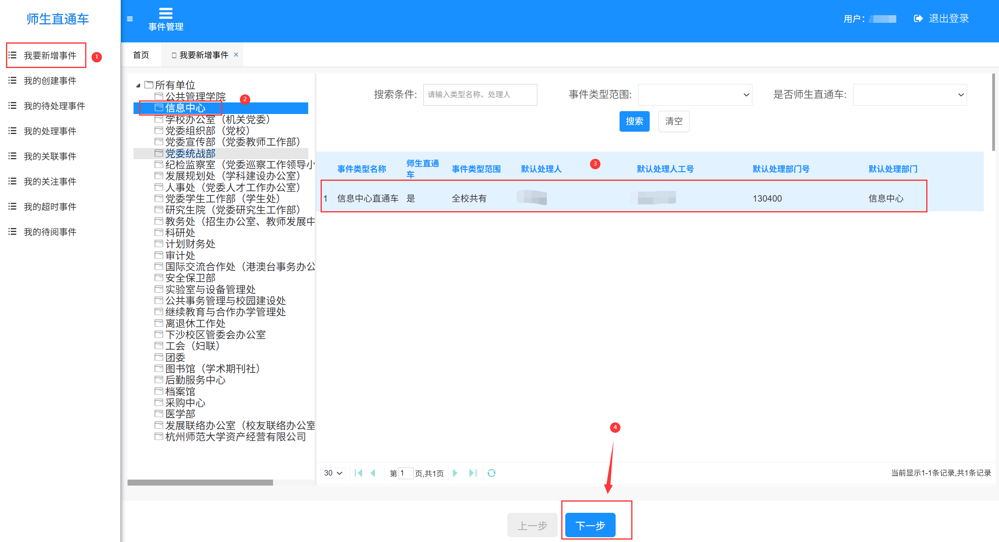 师生直通车
事件管理
用户：
退出登录
我要新增事件
1
我的创建事件
我的待处理事件
我的处理事件
我的关联事件
我的关注事件
我的超时事件
我的待阅事件
首页
我要新增事件 ×
所有单位
公共管理学院
2
信息中心
学校办公室（机关党委）
党委组织部（党校）
党委宣传部（党委教师工作部）
党委统战部
纪检监察室（党委巡察工作领导小
发展规划处（学科建设办公室）
人事处（党委人才工作办公室）
党委学生工作部（学生处）
研究生院（党委研究生工作部）
教务处（招生办公室、教师发展中
科研处
计划财务处
审计处
国际交流合作处（港澳台事务办公
安全保卫部
实验室与设备管理处
公共事务管理与校园建设处
继续教育与合作办学管理处
离退休工作处
下沙校区管委会办公室
工会（妇联）
团委
图书馆（学术期刊社）
后勤服务中心
档案馆
采购中心
医学部
发展联络办公室（校友联络办公室
杭州师范大学资产经营有限公司
搜索条件: 请输入类型名称、处理人
事件类型范围:
是否师生直通车:
搜索 清空
事件类型名称 师生直通车 事件类型范围 默认处理人 3 默认处理人工号 默认处理部门号 默认处理部门
1 信息中心直通车 是 全校共有 130400 信息中心
4
30 第 1 页,共1页
当前显示1-1条记录,共1条记录
上一步 下一步